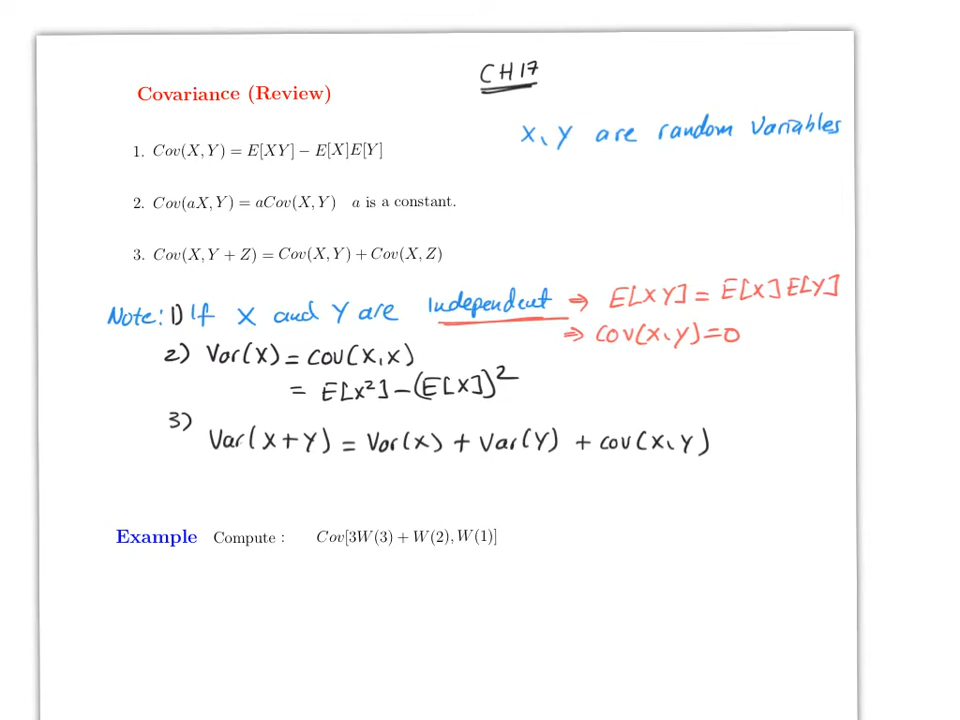 CH17
Covariance (Review)
X, Y are random variables
1. Cov(X, Y) = E[XY] − E[X]E[Y]
2. Cov(aX, Y) = aCov(X, Y) a is a constant.
3. Cov(X, Y + Z) = Cov(X, Y) + Cov(X, Z)
Note: 1) If X and Y are Independent ⇒ E[XY] = E[X] E[Y]
⇒ COV(X, Y) = 0
2) Var(X) = COV(X, X)
= E[X²] − (E[X])²
3)
Var(X + Y) = Var(X) + Var(Y) + cov(X, Y)
Example Compute : Cov[3W(3) + W(2), W(1)]